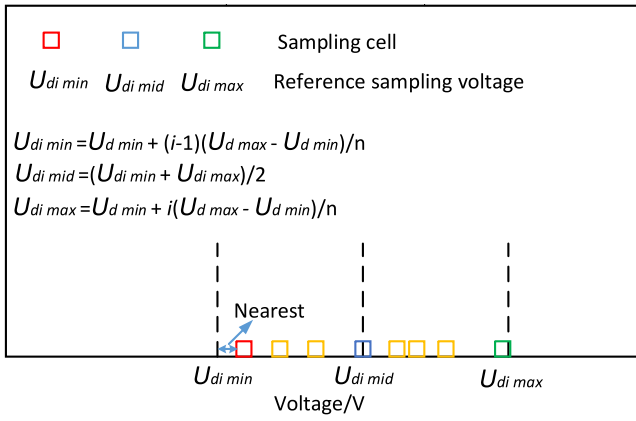 Sampling cell
Udi min Udi mid Udi max Reference sampling voltage
Udi min =Ud min + (i-1)(Ud max - Ud min)/n
Udi mid =(Udi min + Udi max)/2
Udi max =Ud min + i(Ud max - Ud min)/n
Nearest
Udi min Udi mid Udi max
Voltage/V